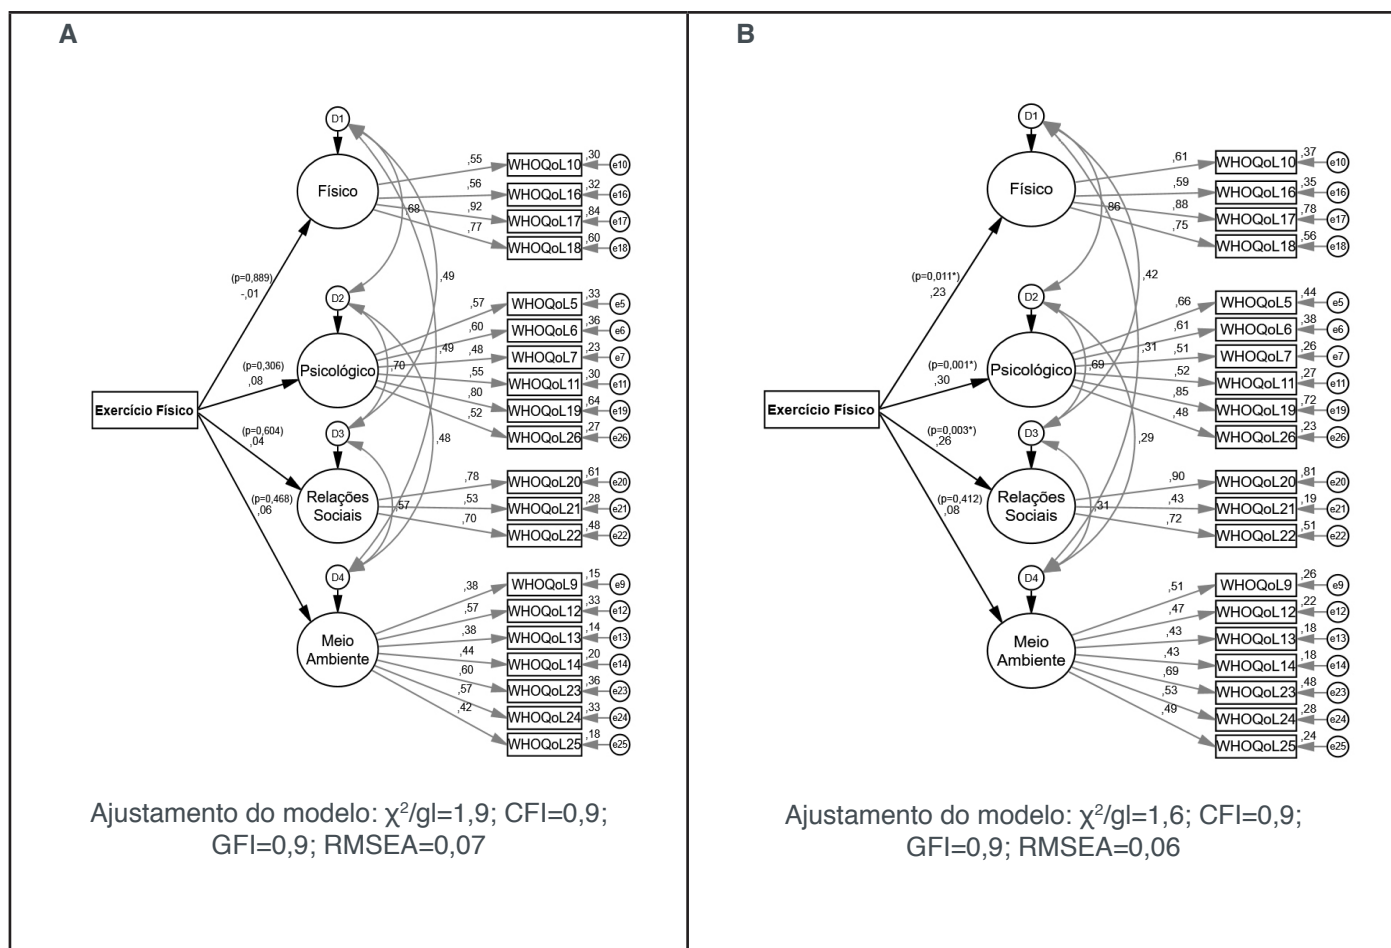 A
D1
Físico
,55
WHOQoL10
,30
e10
,56
WHOQoL16
,32
e16
,92
WHOQoL17
,84
e17
,77
WHOQoL18
,60
e18
,68
,49
(p=0,889)
-,01
D2
Psicológico
,57
WHOQoL5
,33
e5
,60
WHOQoL6
,36
e6
,49
,48
WHOQoL7
,23
e7
,70
,55
WHOQoL11
,30
e11
,80
WHOQoL19
,64
e19
,52
WHOQoL26
,27
e26
(p=0,306)
,08
Exercício Físico
(p=0,604)
,04
D3
,48
Relações
Sociais
,78
WHOQoL20
,61
e20
,53
WHOQoL21
,28
e21
,57
,70
WHOQoL22
,48
e22
(p=0,468)
,06
D4
Meio
Ambiente
,38
WHOQoL9
,15
e9
,57
WHOQoL12
,33
e12
,38
WHOQoL13
,14
e13
,44
WHOQoL14
,20
e14
,60
WHOQoL23
,36
e23
,57
WHOQoL24
,33
e24
,42
WHOQoL25
,18
e25
Ajustamento do modelo: χ²/gl=1,9; CFI=0,9;
GFI=0,9; RMSEA=0,07
B
D1
Físico
,61
WHOQoL10
,37
e10
,59
WHOQoL16
,35
e16
,88
WHOQoL17
,78
e17
,75
WHOQoL18
,56
e18
,86
,42
(p=0,011*)
,23
D2
Psicológico
,66
WHOQoL5
,44
e5
,61
WHOQoL6
,38
e6
,31
,51
WHOQoL7
,26
e7
,69
,52
WHOQoL11
,27
e11
,85
WHOQoL19
,72
e19
,48
WHOQoL26
,23
e26
(p=0,001*)
,30
Exercício Físico
(p=0,003*)
,26
D3
,29
Relações
Sociais
,90
WHOQoL20
,81
e20
,43
WHOQoL21
,19
e21
,31
,72
WHOQoL22
,51
e22
(p=0,412)
,08
D4
Meio
Ambiente
,51
WHOQoL9
,26
e9
,47
WHOQoL12
,22
e12
,43
WHOQoL13
,18
e13
,43
WHOQoL14
,18
e14
,69
WHOQoL23
,48
e23
,53
WHOQoL24
,28
e24
,49
WHOQoL25
,24
e25
Ajustamento do modelo: χ²/gl=1,6; CFI=0,9;
GFI=0,9; RMSEA=0,06